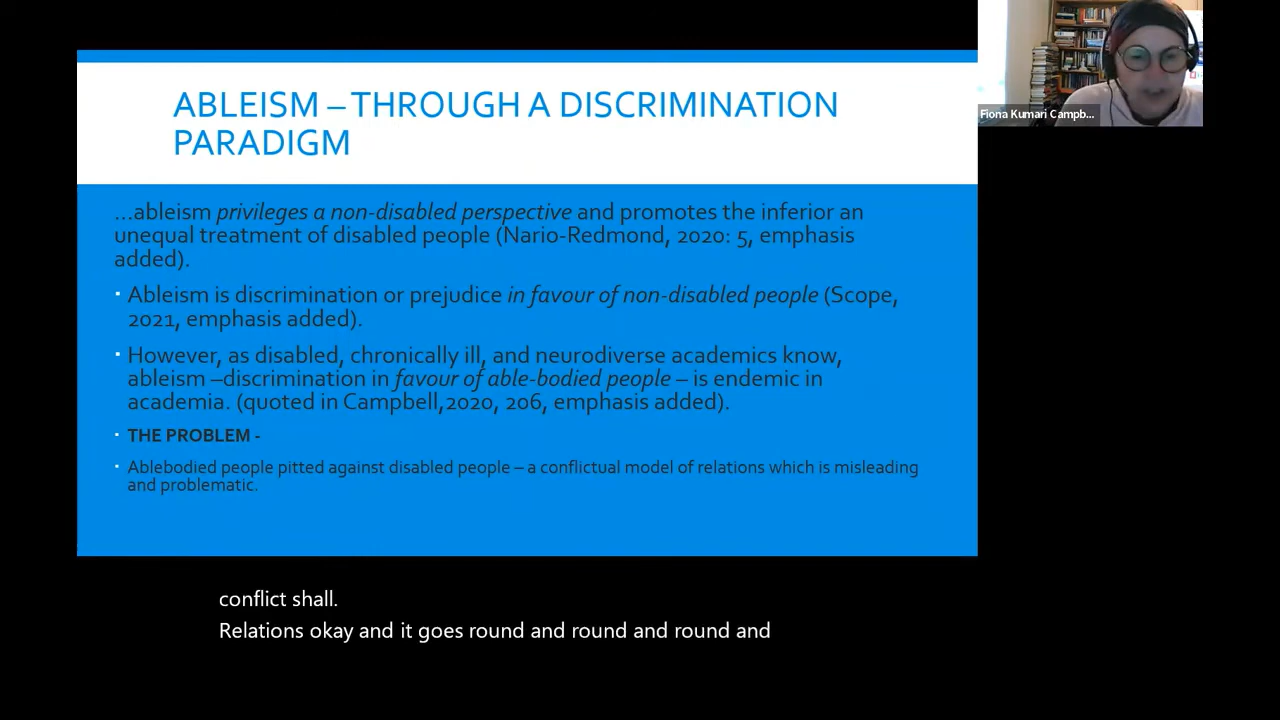 ABLEISM – THROUGH A DISCRIMINATION
PARADIGM
...ableism privileges a non-disabled perspective and promotes the inferior an
unequal treatment of disabled people (Nario-Redmond, 2020: 5, emphasis
added).
▪ Ableism is discrimination or prejudice in favour of non-disabled people (Scope,
2021, emphasis added).
▪ However, as disabled, chronically ill, and neurodiverse academics know,
ableism –discrimination in favour of able-bodied people – is endemic in
academia. (quoted in Campbell,2020, 206, emphasis added).
▪ THE PROBLEM -
▪ Ablebodied people pitted against disabled people – a conflictual model of relations which is misleading
and problematic.
Fiona Kumari Campb...
conflict shall.
Relations okay and it goes round and round and round and